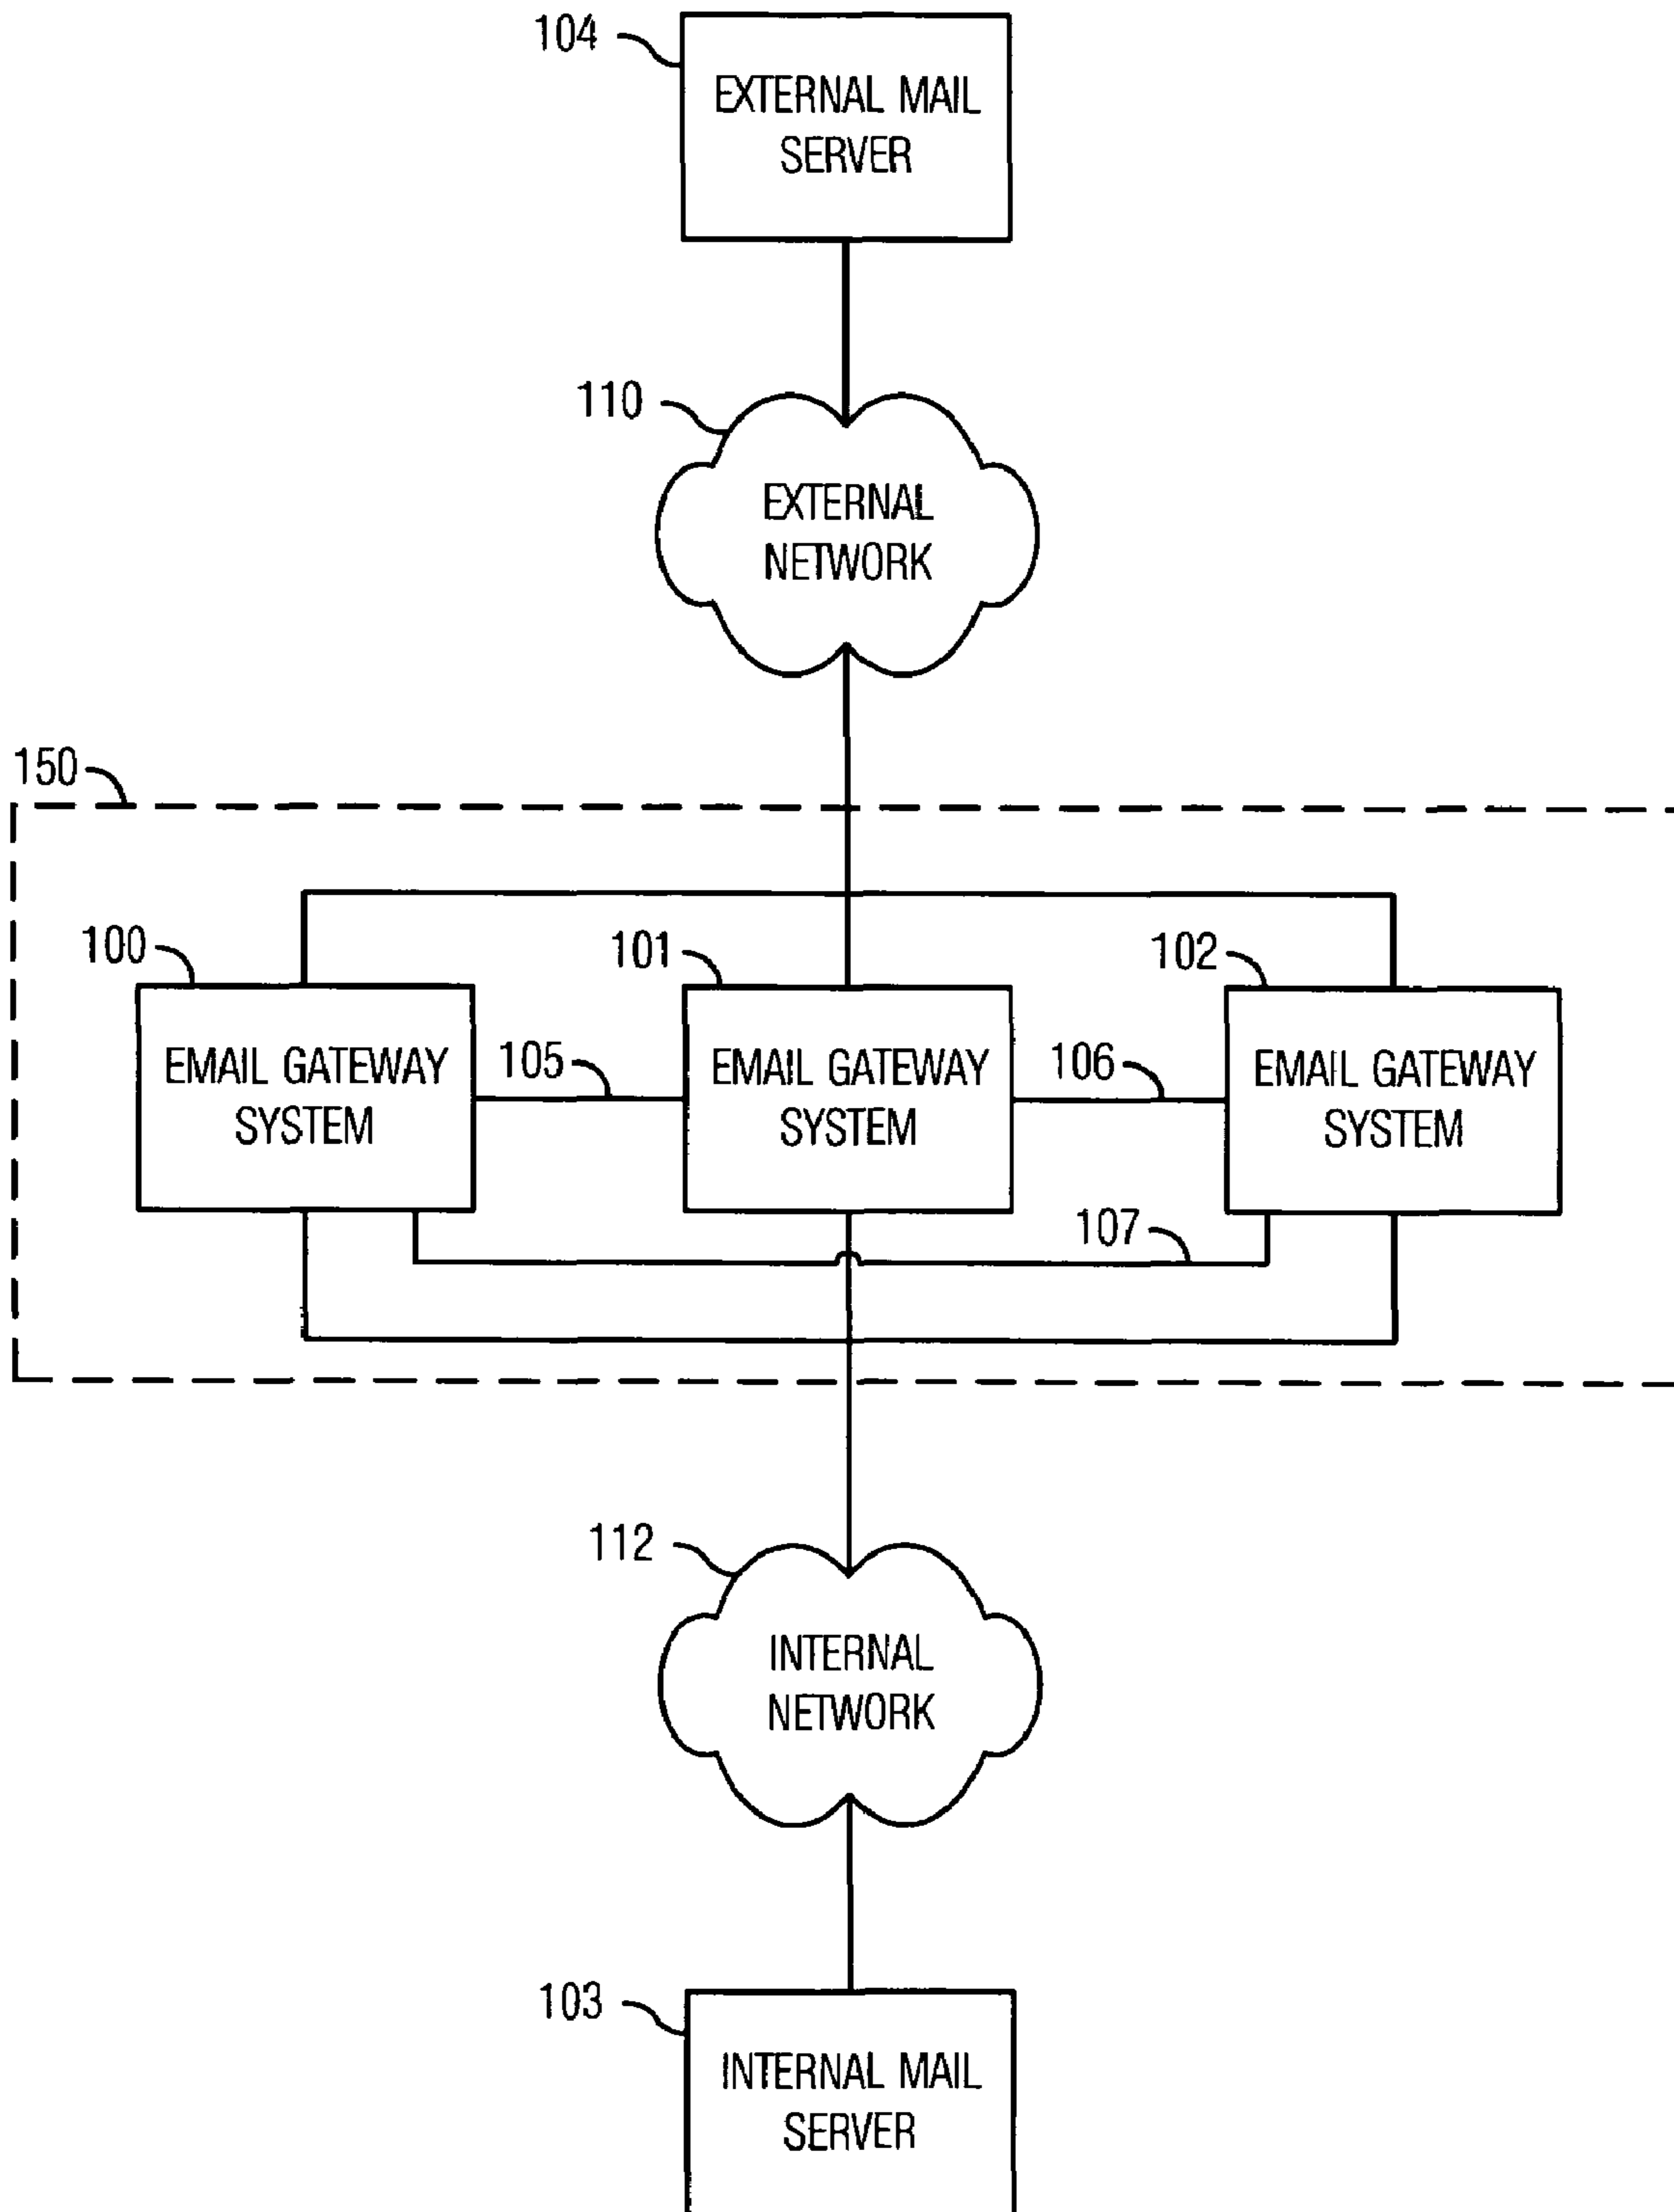 104
EXTERNAL MAIL
SERVER
110
EXTERNAL
NETWORK
150
100
101
102
EMAIL GATEWAY
SYSTEM
105
EMAIL GATEWAY
SYSTEM
106
EMAIL GATEWAY
SYSTEM
107
112
INTERNAL
NETWORK
103
INTERNAL MAIL
SERVER